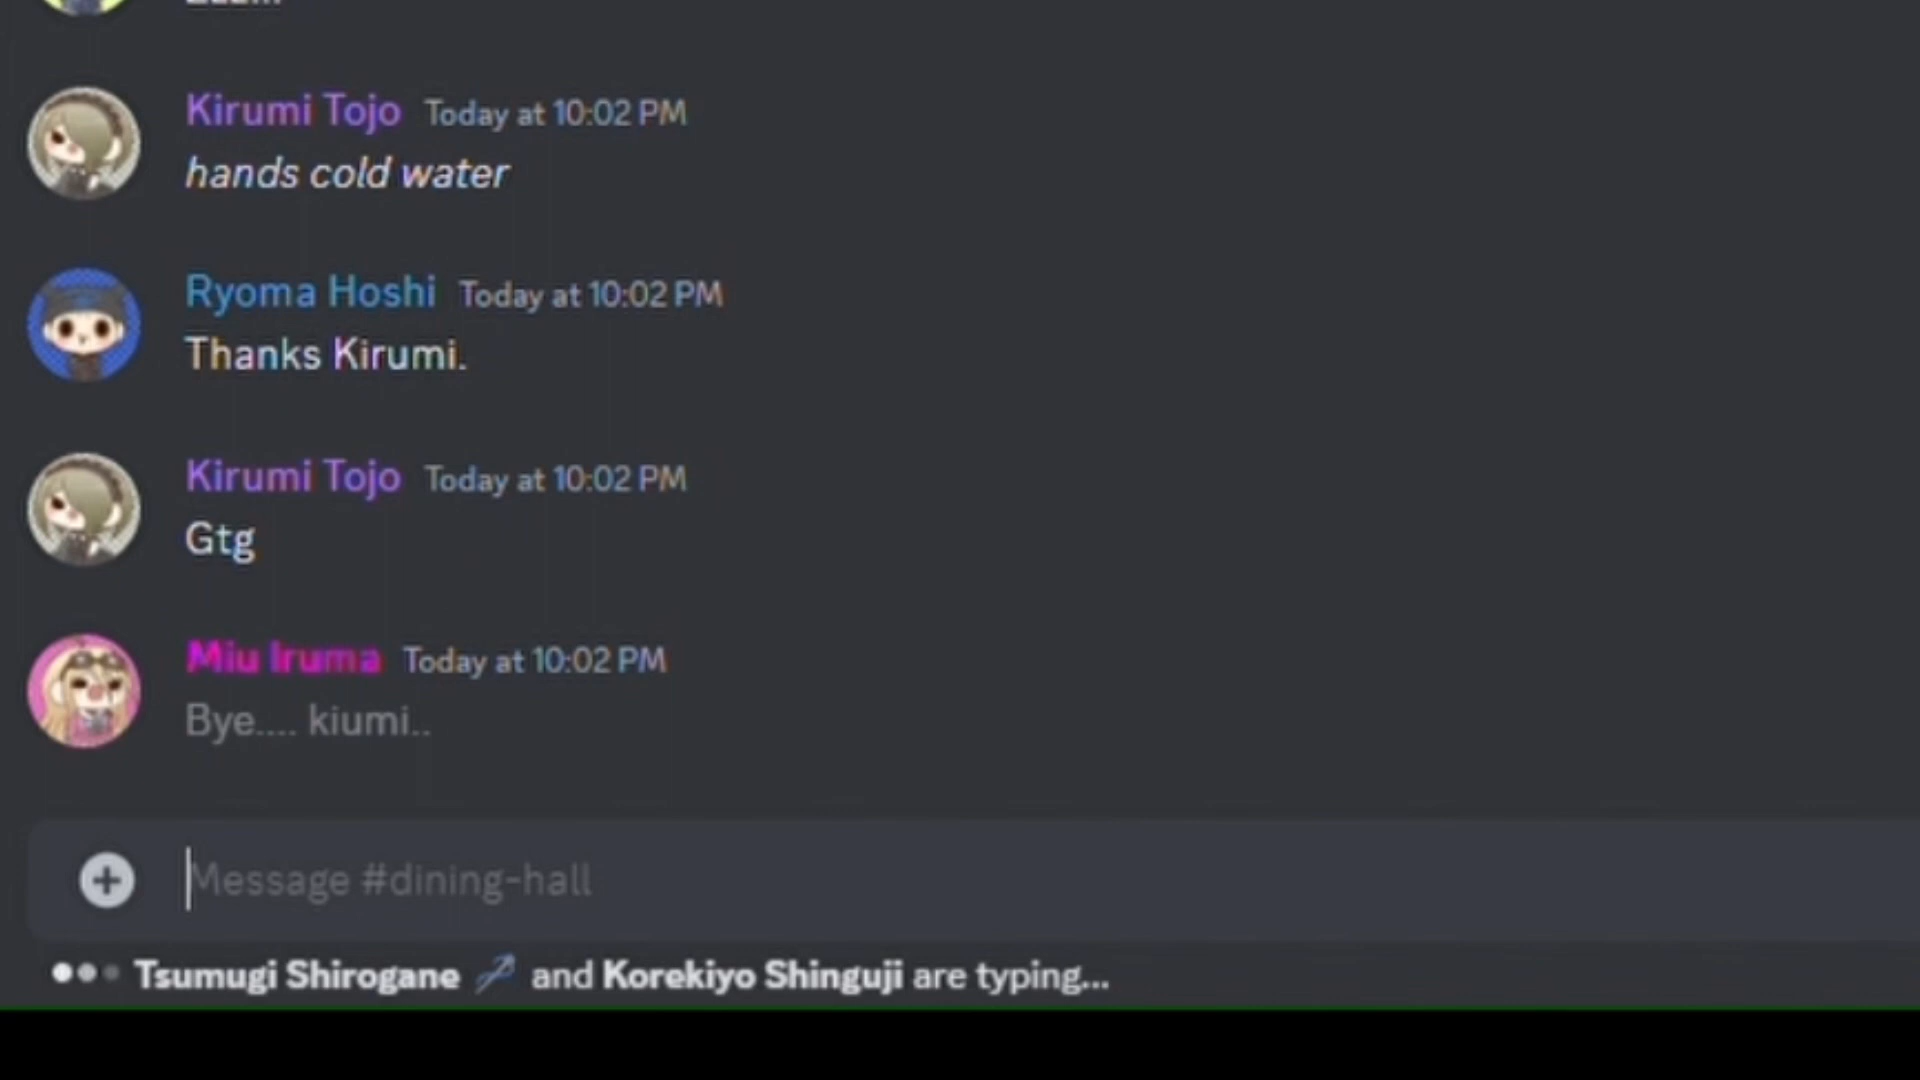 Kirumi Tojo Today at 10:02 PM
hands cold water
Ryoma Hoshi Today at 10:02 PM
Thanks Kirumi.
Kirumi Tojo Today at 10:02 PM
Gtg
Miu Iruma Today at 10:02 PM
Bye.... kiumi..
Message #dining-hall
Tsumugi Shirogane 🪡 and Korekiyo Shinguji are typing...